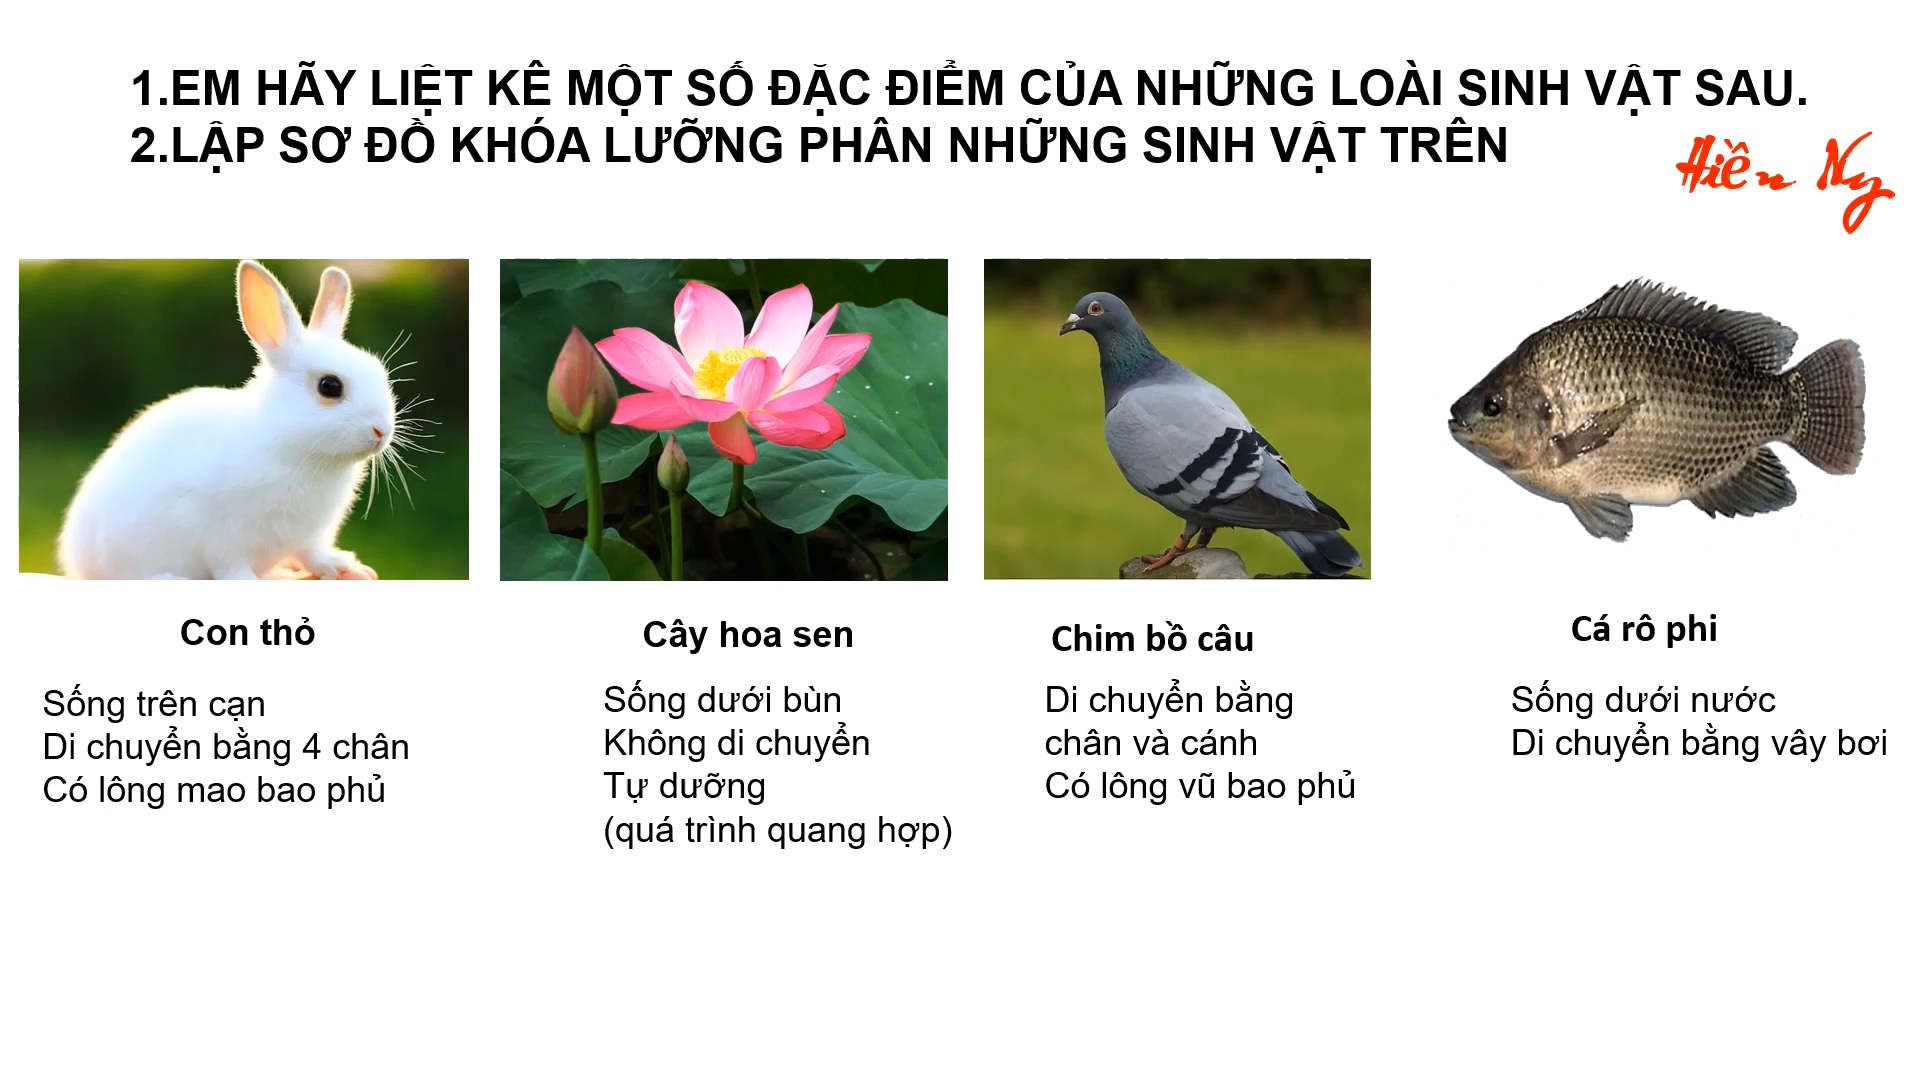 1.EM HÃY LIỆT KÊ MỘT SỐ ĐẶC ĐIỂM CỦA NHỮNG LOÀI SINH VẬT SAU.
2.LẬP SƠ ĐỒ KHÓA LƯỠNG PHÂN NHỮNG SINH VẬT TRÊN
Hiền Ny
Con thỏ
Sống trên cạn
Di chuyển bằng 4 chân
Có lông mao bao phủ
Cây hoa sen
Sống dưới bùn
Không di chuyển
Tự dưỡng
(quá trình quang hợp)
Chim bồ câu
Di chuyển bằng
chân và cánh
Có lông vũ bao phủ
Cá rô phi
Sống dưới nước
Di chuyển bằng vây bơi